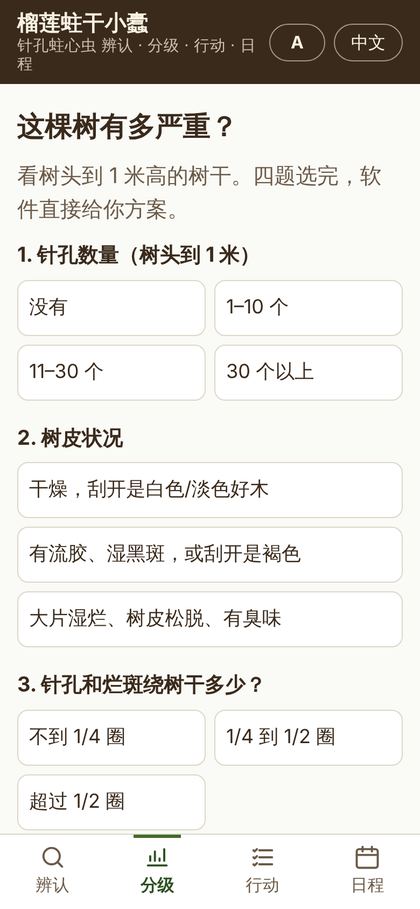 榴莲蛀干小蠹
针孔蛀心虫 辨认 · 分级 · 行动 · 日
程
A
中文
这棵树有多严重？
看树头到 1 米高的树干。四题选完，软
件直接给你方案。
1. 针孔数量（树头到 1 米）
没有
1–10 个
11–30 个
30 个以上
2. 树皮状况
干燥，刮开是白色/淡色好木
有流胶、湿黑斑，或刮开是褐色
大片湿烂、树皮松脱、有臭味
3. 针孔和烂斑绕树干多少？
不到 1/4 圈
1/4 到 1/2 圈
超过 1/2 圈
辨认
分级
行动
日程